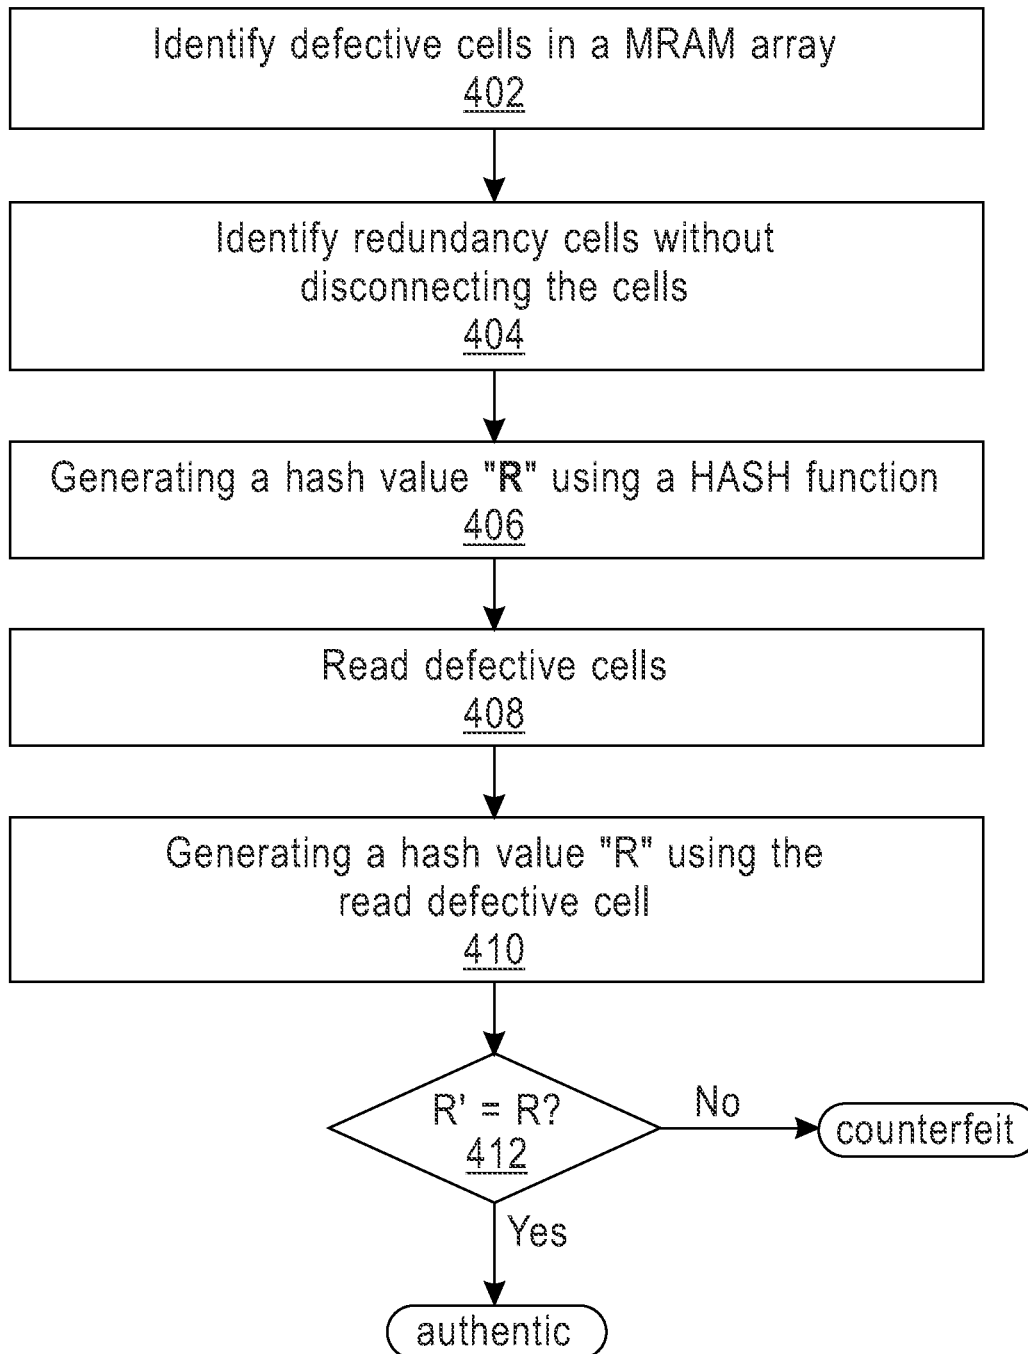 Identify defective cells in a MRAM array
402
Identify redundancy cells without
disconnecting the cells
404
Generating a hash value "R" using a HASH function
406
Read defective cells
408
Generating a hash value "R" using the
read defective cell
410
R' = R?
412
No
counterfeit
Yes
authentic